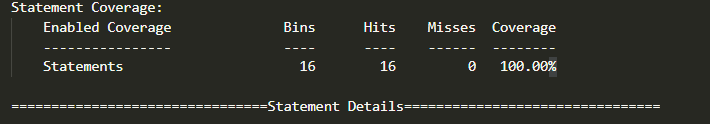 Statement Coverage:
    Enabled Coverage              Bins      Hits    Misses  Coverage
    ----------------              ----      ----    ------  --------
    Statements                      16        16         0   100.00%

================================Statement Details================================